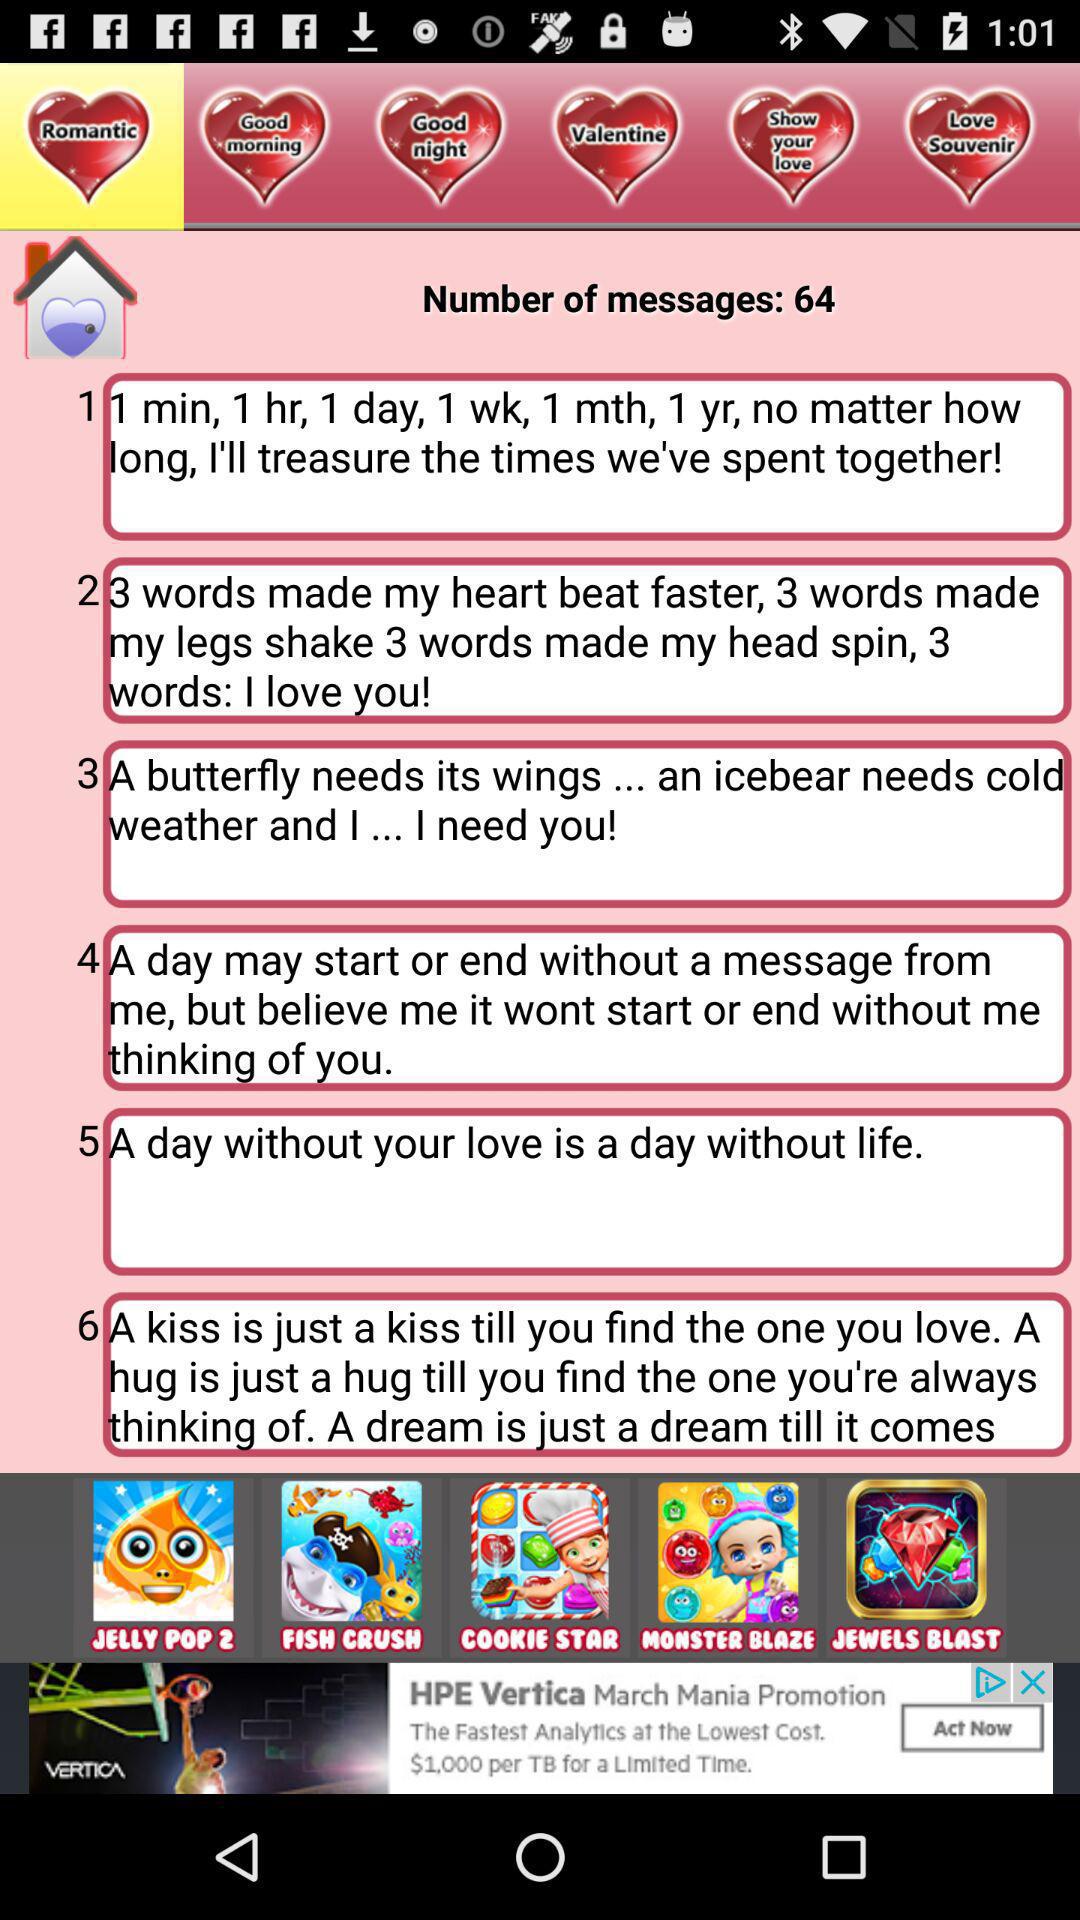 FAKE
1:01
Romantic
Good
morning
Good
night
Valentine
Show
your
love
Love
Souvenir
Number of messages: 64
1
1 min, 1 hr, 1 day, 1 wk, 1 mth, 1 yr, no matter how
long, I'll treasure the times we've spent together!
2
3 words made my heart beat faster, 3 words made
my legs shake 3 words made my head spin, 3
words: I love you!
3
A butterfly needs its wings ... an icebear needs cold
weather and I ... I need you!
4
A day may start or end without a message from
me, but believe me it wont start or end without me
thinking of you.
5
A day without your love is a day without life.
6
A kiss is just a kiss till you find the one you love. A
hug is just a hug till you find the one you're always
thinking of. A dream is just a dream till it comes
JELLY POP 2
FISH CRUSH
COOKIE STAR
MONSTER BLAZE
JEWELS BLAST
VERTICA
HPE Vertica March Mania Promotion
The Fastest Analytics at the Lowest Cost.
$1,000 per TB for a Limited Time.
Act Now